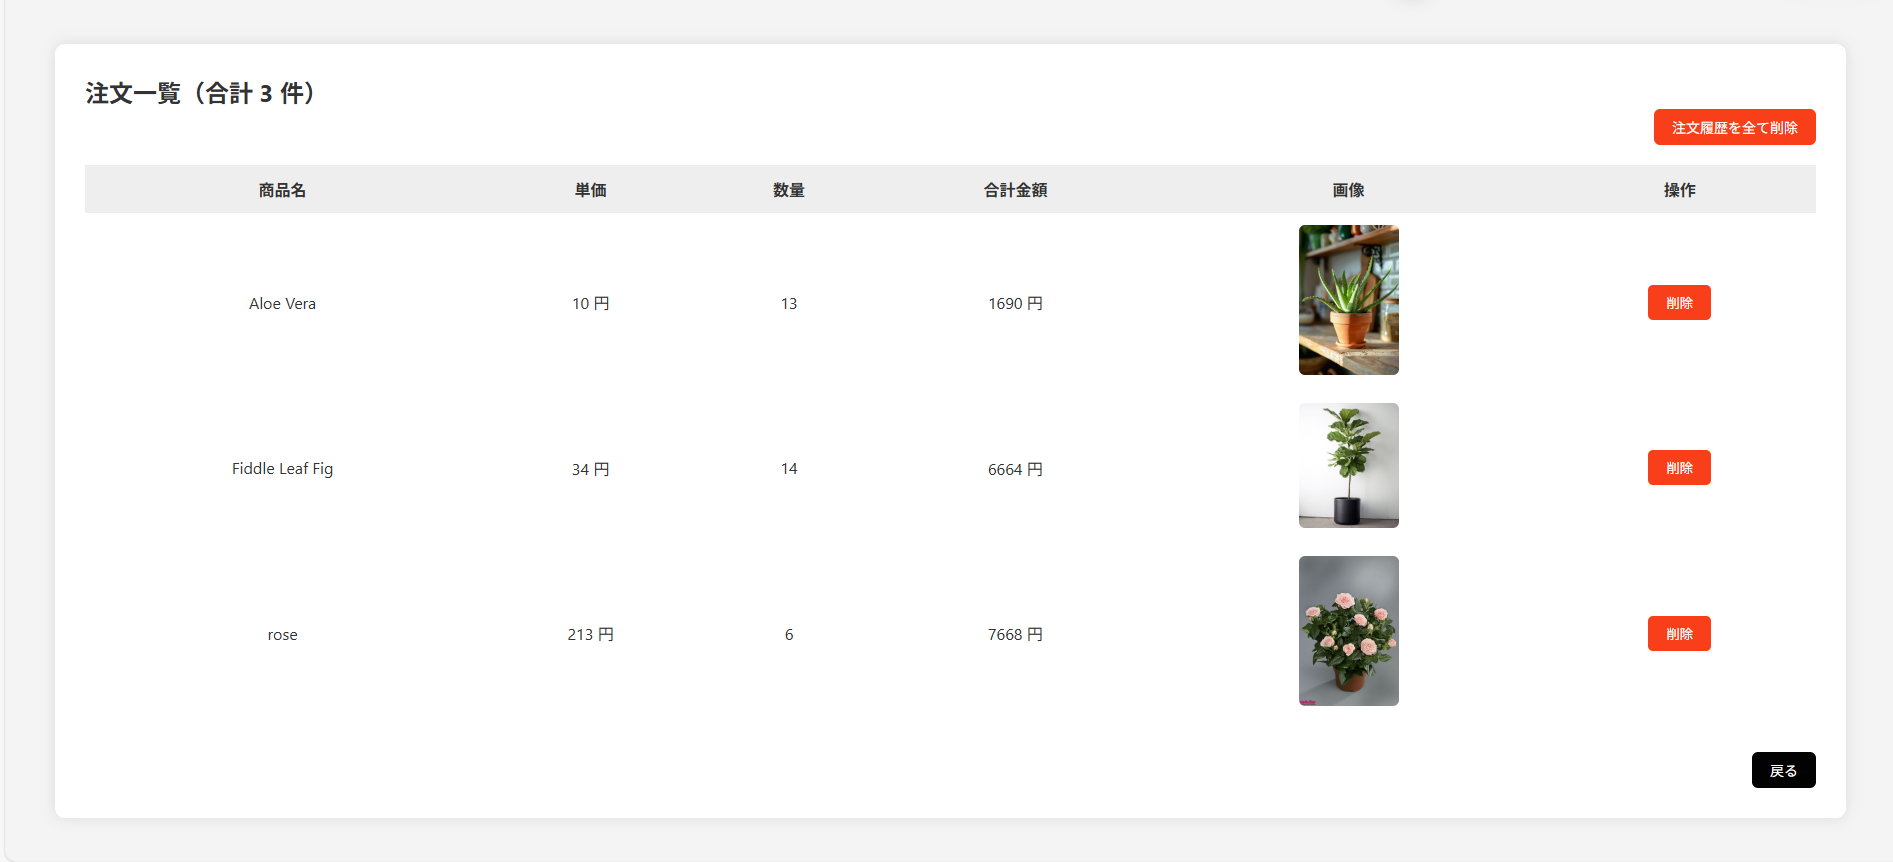 注文一覧（合計 3 件）
注文履歴を全て削除
商品名 単価 数量 合計金額 画像 操作
Aloe Vera 10 円 13 1690 円 削除
Fiddle Leaf Fig 34 円 14 6664 円 削除
rose 213 円 6 7668 円 削除
戻る